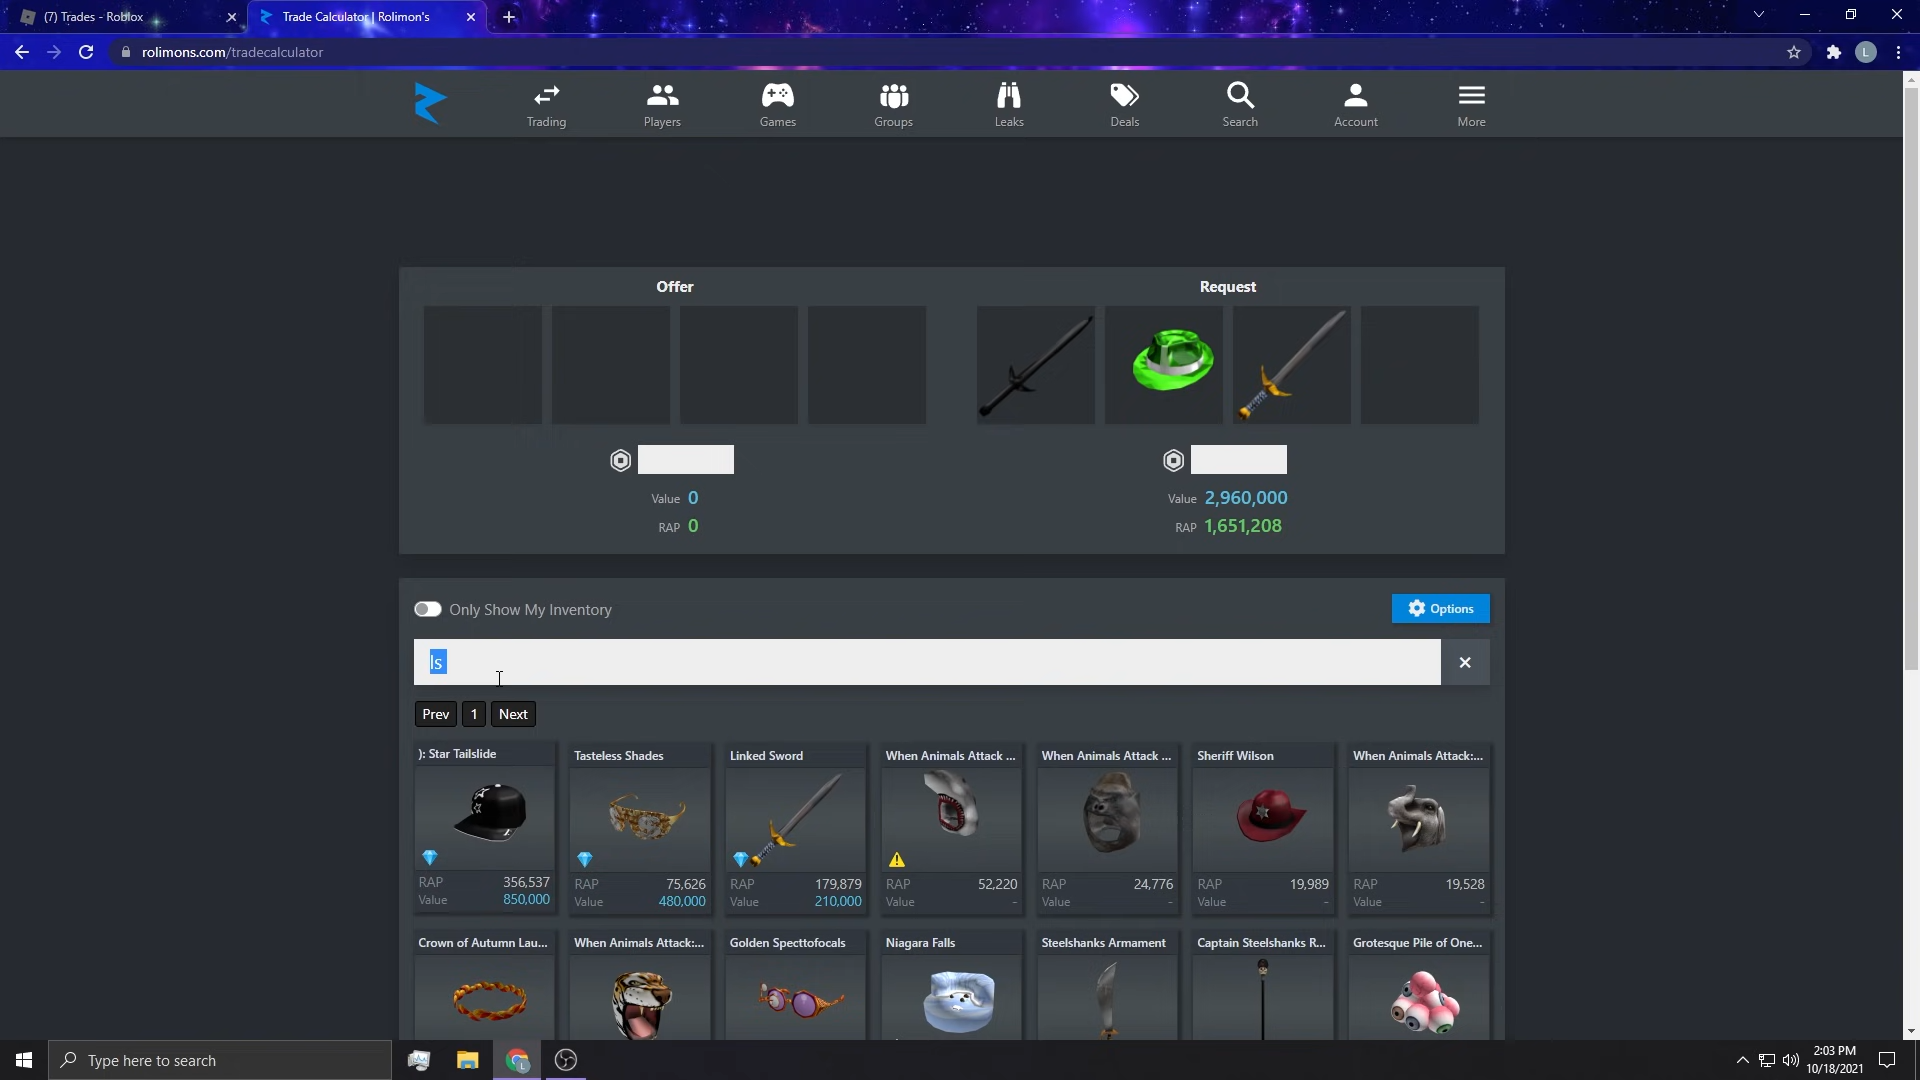 (7) Trades - Roblox
Trade Calculator | Rolimon's
rolimons.com/tradecalculator
L
Trading
Players
Games
Groups
Leaks
Deals
Search
Account
More
Offer
Request
Value 0
RAP 0
Value 2,960,000
RAP 1,651,208
Only Show My Inventory
Options
ls
Prev 1 Next
): Star Tailslide
RAP 356,537
Value 850,000
Tasteless Shades
RAP 75,626
Value 480,000
Linked Sword
RAP 179,879
Value 210,000
When Animals Attack ...
RAP 52,220
Value -
When Animals Attack ...
RAP 24,776
Value -
Sheriff Wilson
RAP 19,989
Value -
When Animals Attack:...
RAP 19,528
Value -
Crown of Autumn Lau...
When Animals Attack:...
Golden Specttofocals
Niagara Falls
Steelshanks Armament
Captain Steelshanks R...
Grotesque Pile of One...
Type here to search
L
2:03 PM
10/18/2021